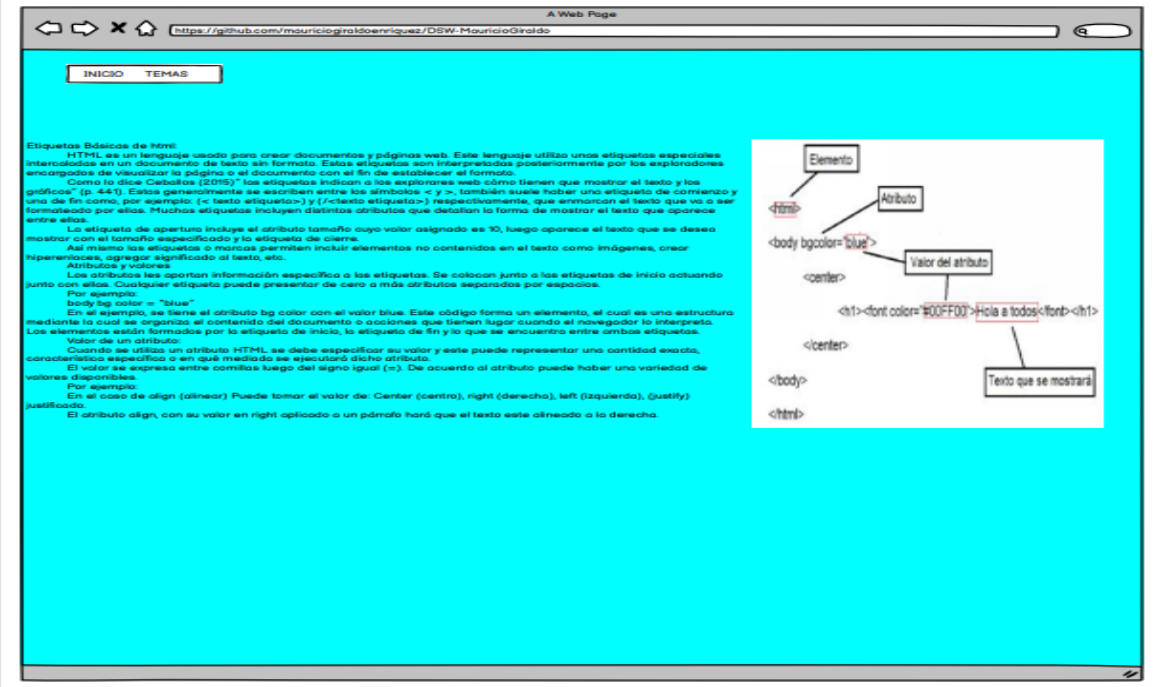 A Web Page
https://github.com/mauriciogiraldoenriquez/DSW-MauricioGiraldo
INICIO TEMAS
Etiquetas Básicas de html:
HTML es un lenguaje usado para crear documentos y páginas web. Este lenguaje utiliza unas etiquetas especiales
intercaladas en un documento de texto sin formato. Estas etiquetas son interpretadas posteriormente por los exploradores
encargados de visualizar la página o el documento con el fin de establecer el formato.
Como lo dice Ceballos (2015)" las etiquetas indican a los explorares web cómo tienen que mostrar el texto y los
gráficos" (p. 441). Estas generalmente se escriben entre los símbolos < y >, también suele haber una etiqueta de comienzo y
una de fin como, por ejemplo: (< texto etiqueta>) y (/<texto etiqueta>) respectivamente, que enmarcan el texto que va a ser
formateado por ellas. Muchas etiquetas incluyen distintos atributos que detallan la forma de mostrar el texto que aparece
entre ellas.
La etiqueta de apertura incluye el atributo tamaño cuyo valor asignado es 10, luego aparece el texto que se desea
mostrar con el tamaño especificado y la etiqueta de cierre.
Así mismo las etiquetas o marcas permiten incluir elementos no contenidos en el texto como imágenes, crear
hiperenlaces, agregar significado al texto, etc.
Atributos y valores
Los atributos les aportan información específica a las etiquetas. Se colocan junto a las etiquetas de inicio actuando
junto con ellas. Cualquier etiqueta puede presentar de cero a más atributos separados por espacios.
Por ejemplo:
body bg color = "blue"
En el ejemplo, se tiene el atributo bg color con el valor blue. Este código forma un elemento, el cual es una estructura
mediante la cual se organiza el contenido del documento o acciones que tienen lugar cuando el navegador lo interpreta.
Los elementos están formados por la etiqueta de inicio, la etiqueta de fin y lo que se encuentra entre ambas etiquetas.
Valor de un atributo:
Cuando se utiliza un atributo HTML se debe especificar su valor y este puede representar una cantidad exacta,
característica específica o en qué mediada se ejecutará dicho atributo.
El valor se expresa entre comillas luego del signo igual (=). De acuerdo al atributo puede haber una variedad de
valores disponibles.
Por ejemplo:
En el caso de align (alinear) Puede tomar el valor de: Center (centro), right (derecha), left (izquierda), (justify)
justificado.
El atributo align, con su valor en right aplicado a un párrafo hará que el texto este alineado a la derecha.
Elemento
<html>
Atributo
<body bgcolor="blue">
Valor del atributo
<center>
<h1><font color="#00FF00">Hola a todos</font></h1>
</center>
</body>
Texto que se mostrará
</html>